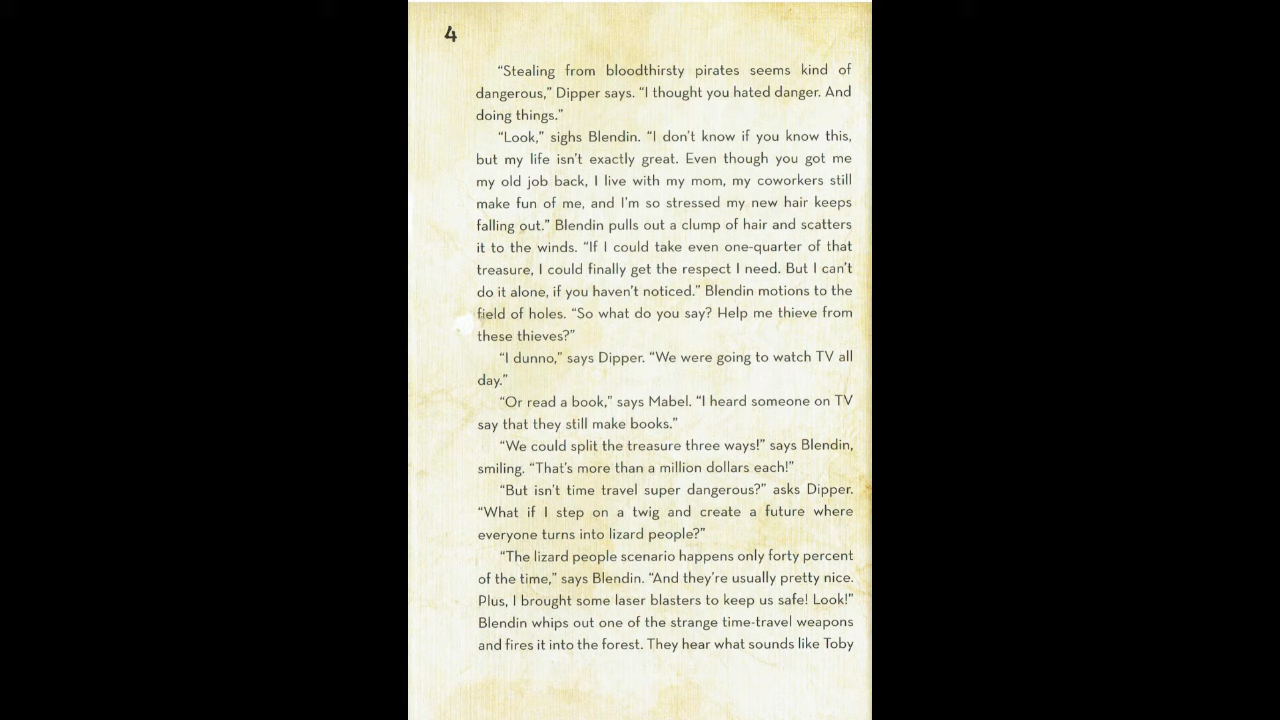 4
“Stealing from bloodthirsty pirates seems kind of
dangerous,” Dipper says. “I thought you hated danger. And
doing things.”
“Look,” sighs Blendin. “I don’t know if you know this,
but my life isn’t exactly great. Even though you got me
my old job back, I live with my mom, my coworkers still
make fun of me, and I’m so stressed my new hair keeps
falling out.” Blendin pulls out a clump of hair and scatters
it to the winds. “If I could take even one-quarter of that
treasure, I could finally get the respect I need. But I can’t
do it alone, if you haven’t noticed.” Blendin motions to the
field of holes. “So what do you say? Help me thieve from
these thieves?”
“I dunno,” says Dipper. “We were going to watch TV all
day.”
“Or read a book,” says Mabel. “I heard someone on TV
say that they still make books.”
“We could split the treasure three ways!” says Blendin,
smiling. “That’s more than a million dollars each!”
“But isn’t time travel super dangerous?” asks Dipper.
“What if I step on a twig and create a future where
everyone turns into lizard people?”
“The lizard people scenario happens only forty percent
of the time,” says Blendin. “And they’re usually pretty nice.
Plus, I brought some laser blasters to keep us safe! Look!”
Blendin whips out one of the strange time-travel weapons
and fires it into the forest. They hear what sounds like Toby